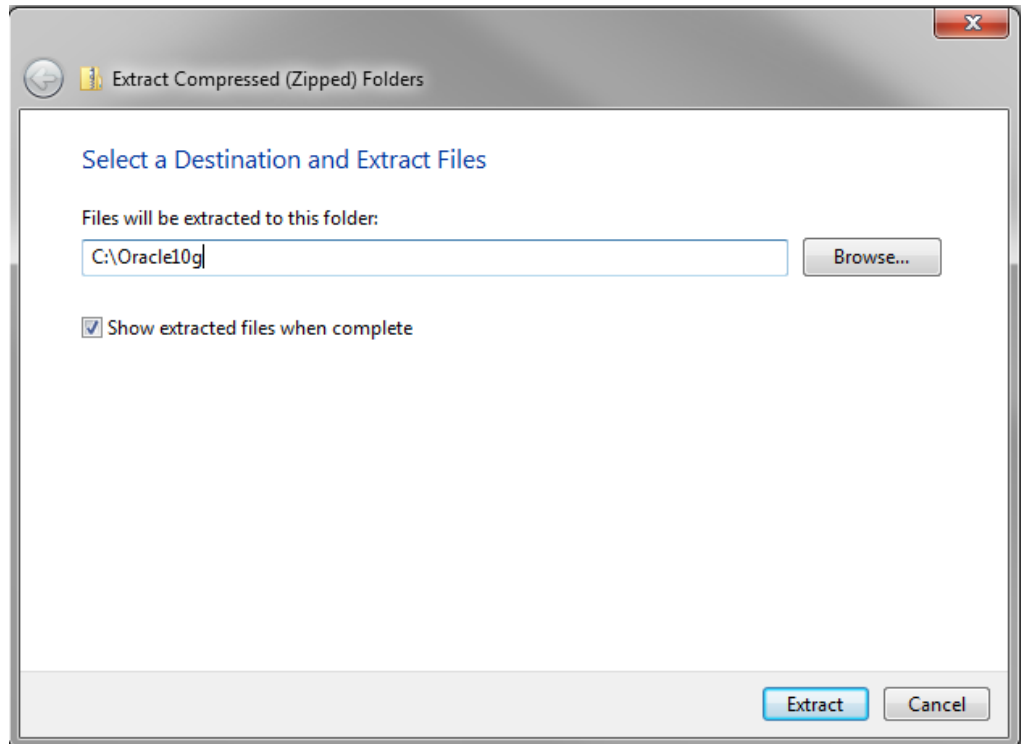 Extract Compressed (Zipped) Folders
Select a Destination and Extract Files
Files will be extracted to this folder:
C:\Oracle10g
Browse...
Show extracted files when complete
Extract
Cancel